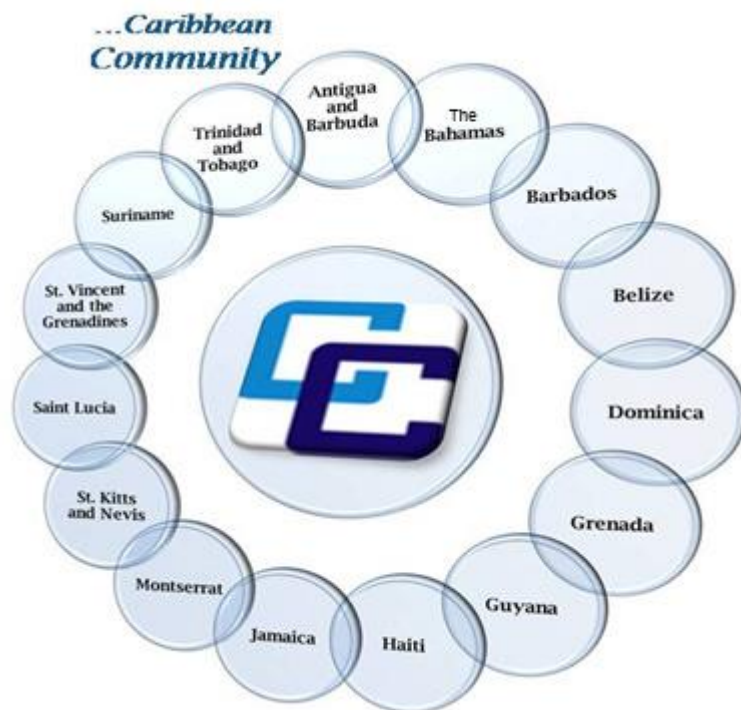 ...Caribbean
Community
Antigua
and
Barbuda
The
Bahamas
Barbados
Belize
Dominica
Grenada
Guyana
Haiti
Jamaica
Montserrat
St. Kitts
and Nevis
Saint Lucia
St. Vincent
and the
Grenadines
Suriname
Trinidad
and
Tobago